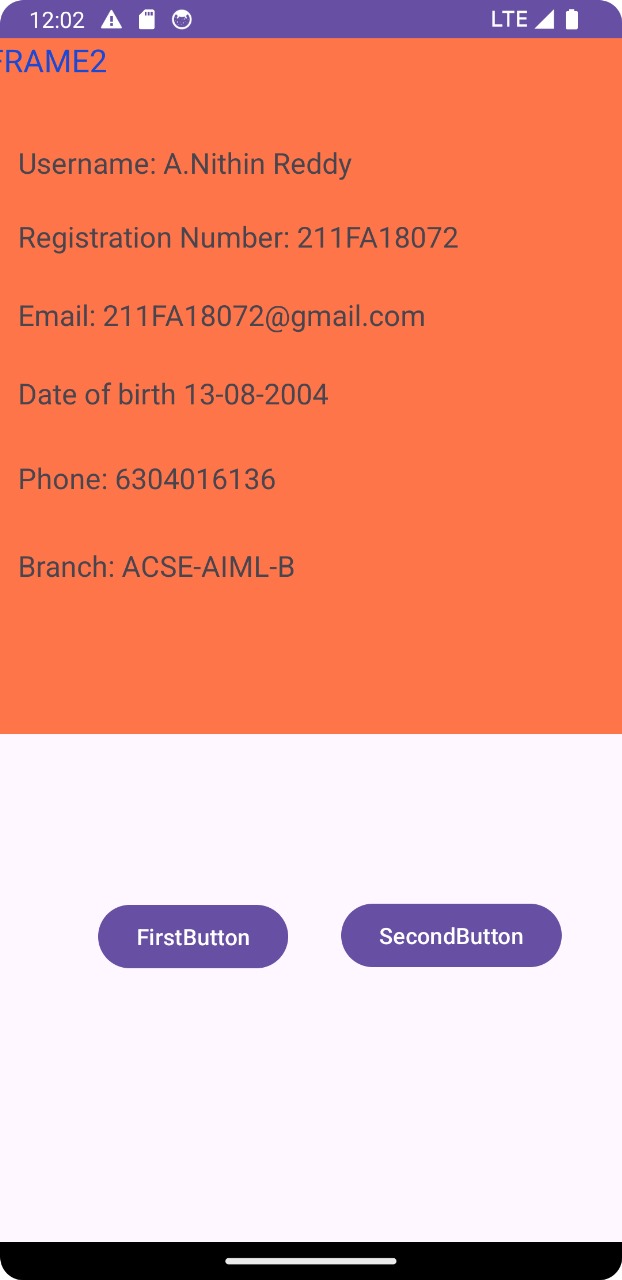 12:02 LTE
FRAME2
Username: A.Nithin Reddy
Registration Number: 211FA18072
Email: 211FA18072@gmail.com
Date of birth 13-08-2004
Phone: 6304016136
Branch: ACSE-AIML-B
FirstButton SecondButton